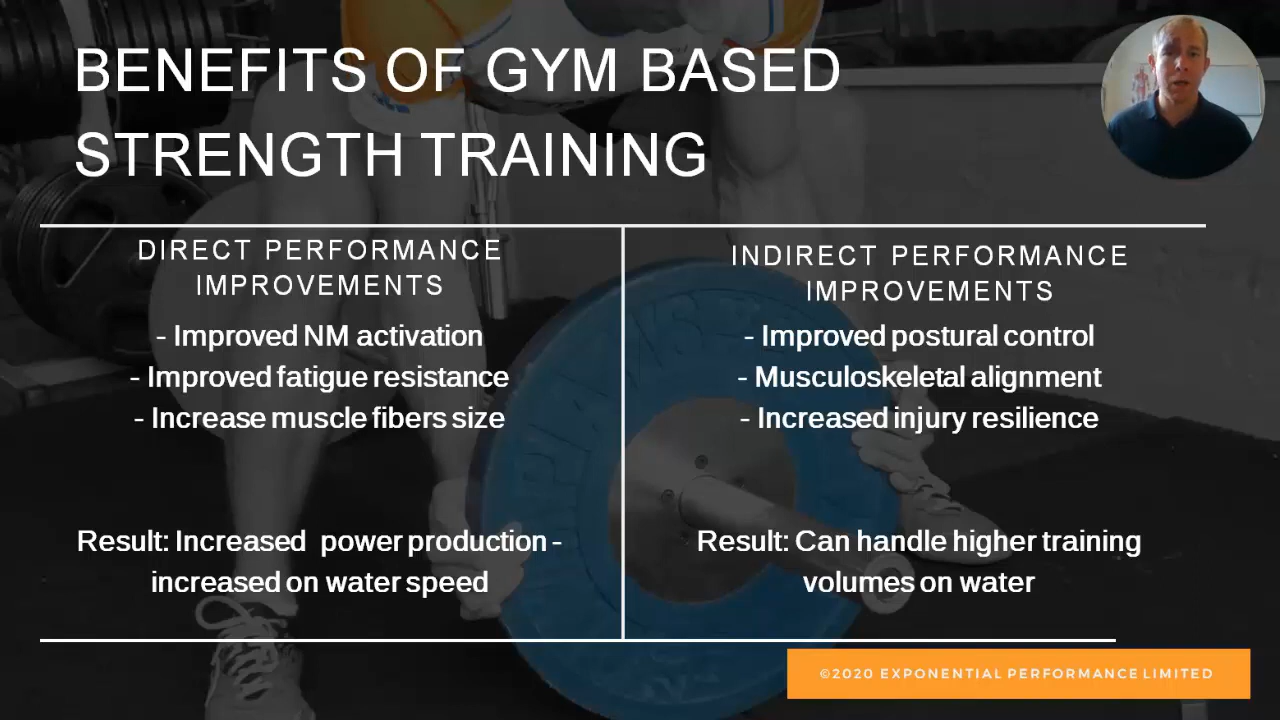 BENEFITS OF GYM BASED
STRENGTH TRAINING
DIRECT PERFORMANCE
IMPROVEMENTS
- Improved NM activation
- Improved fatigue resistance
- Increase muscle fibers size
Result: Increased  power production -
increased on water speed
INDIRECT PERFORMANCE
IMPROVEMENTS
- Improved postural control
- Musculoskeletal alignment
- Increased injury resilience
Result: Can handle higher training
volumes on water
©2020 EXPONENTIAL PERFORMANCE LIMITED